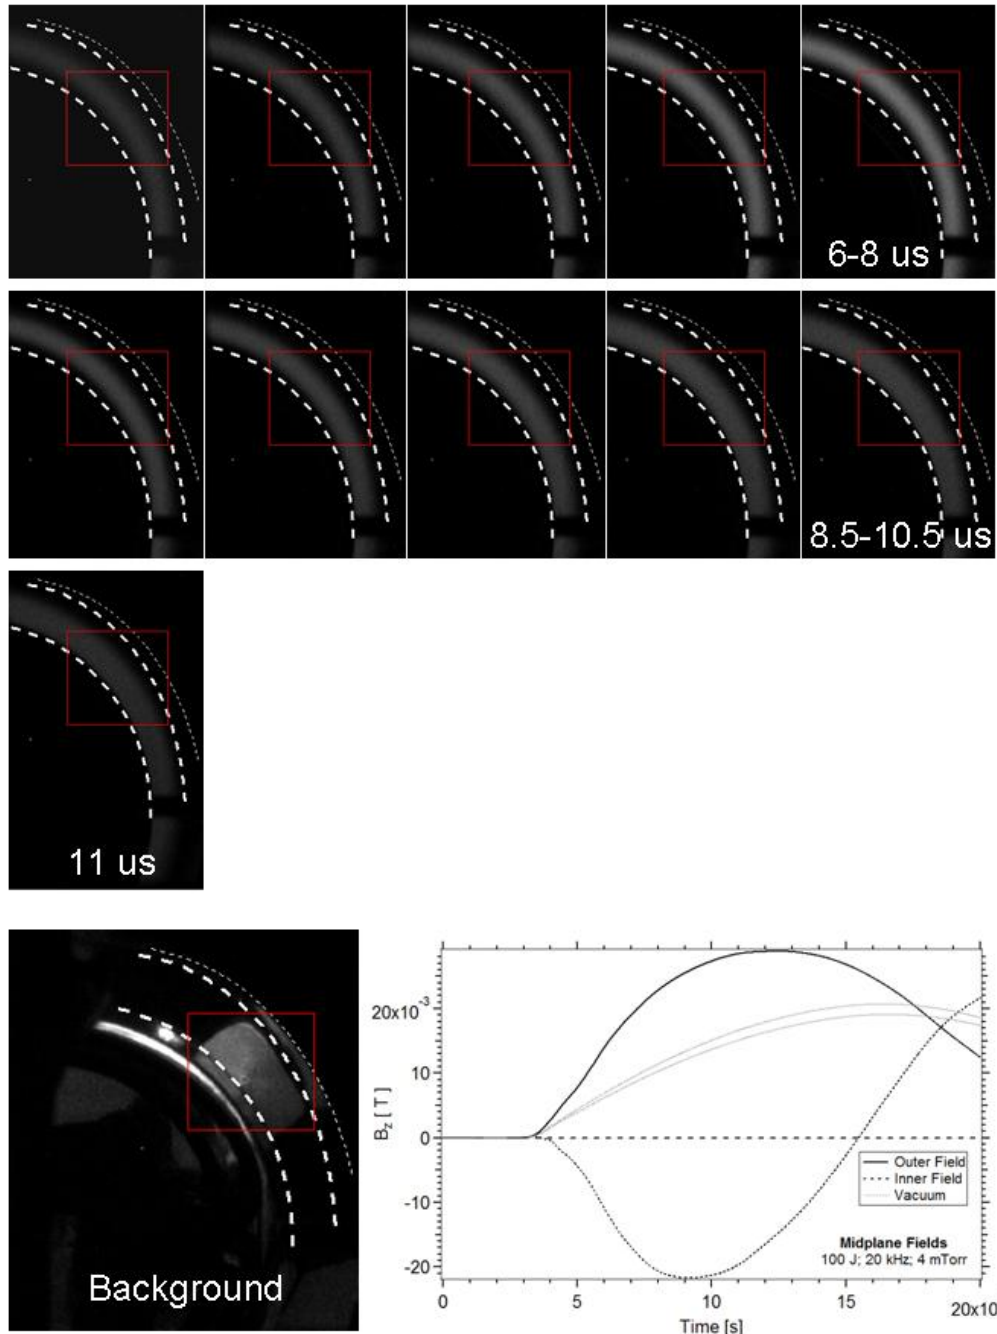 6-8 us
8.5-10.5 us
11 us
Background
20x10⁻³
10
0
-10
-20
B_z [ T ]
Outer Field
Inner Field
Vacuum
Midplane Fields
100 J; 20 kHz; 4 mTorr
0
5
10
15
20x10
Time [s]